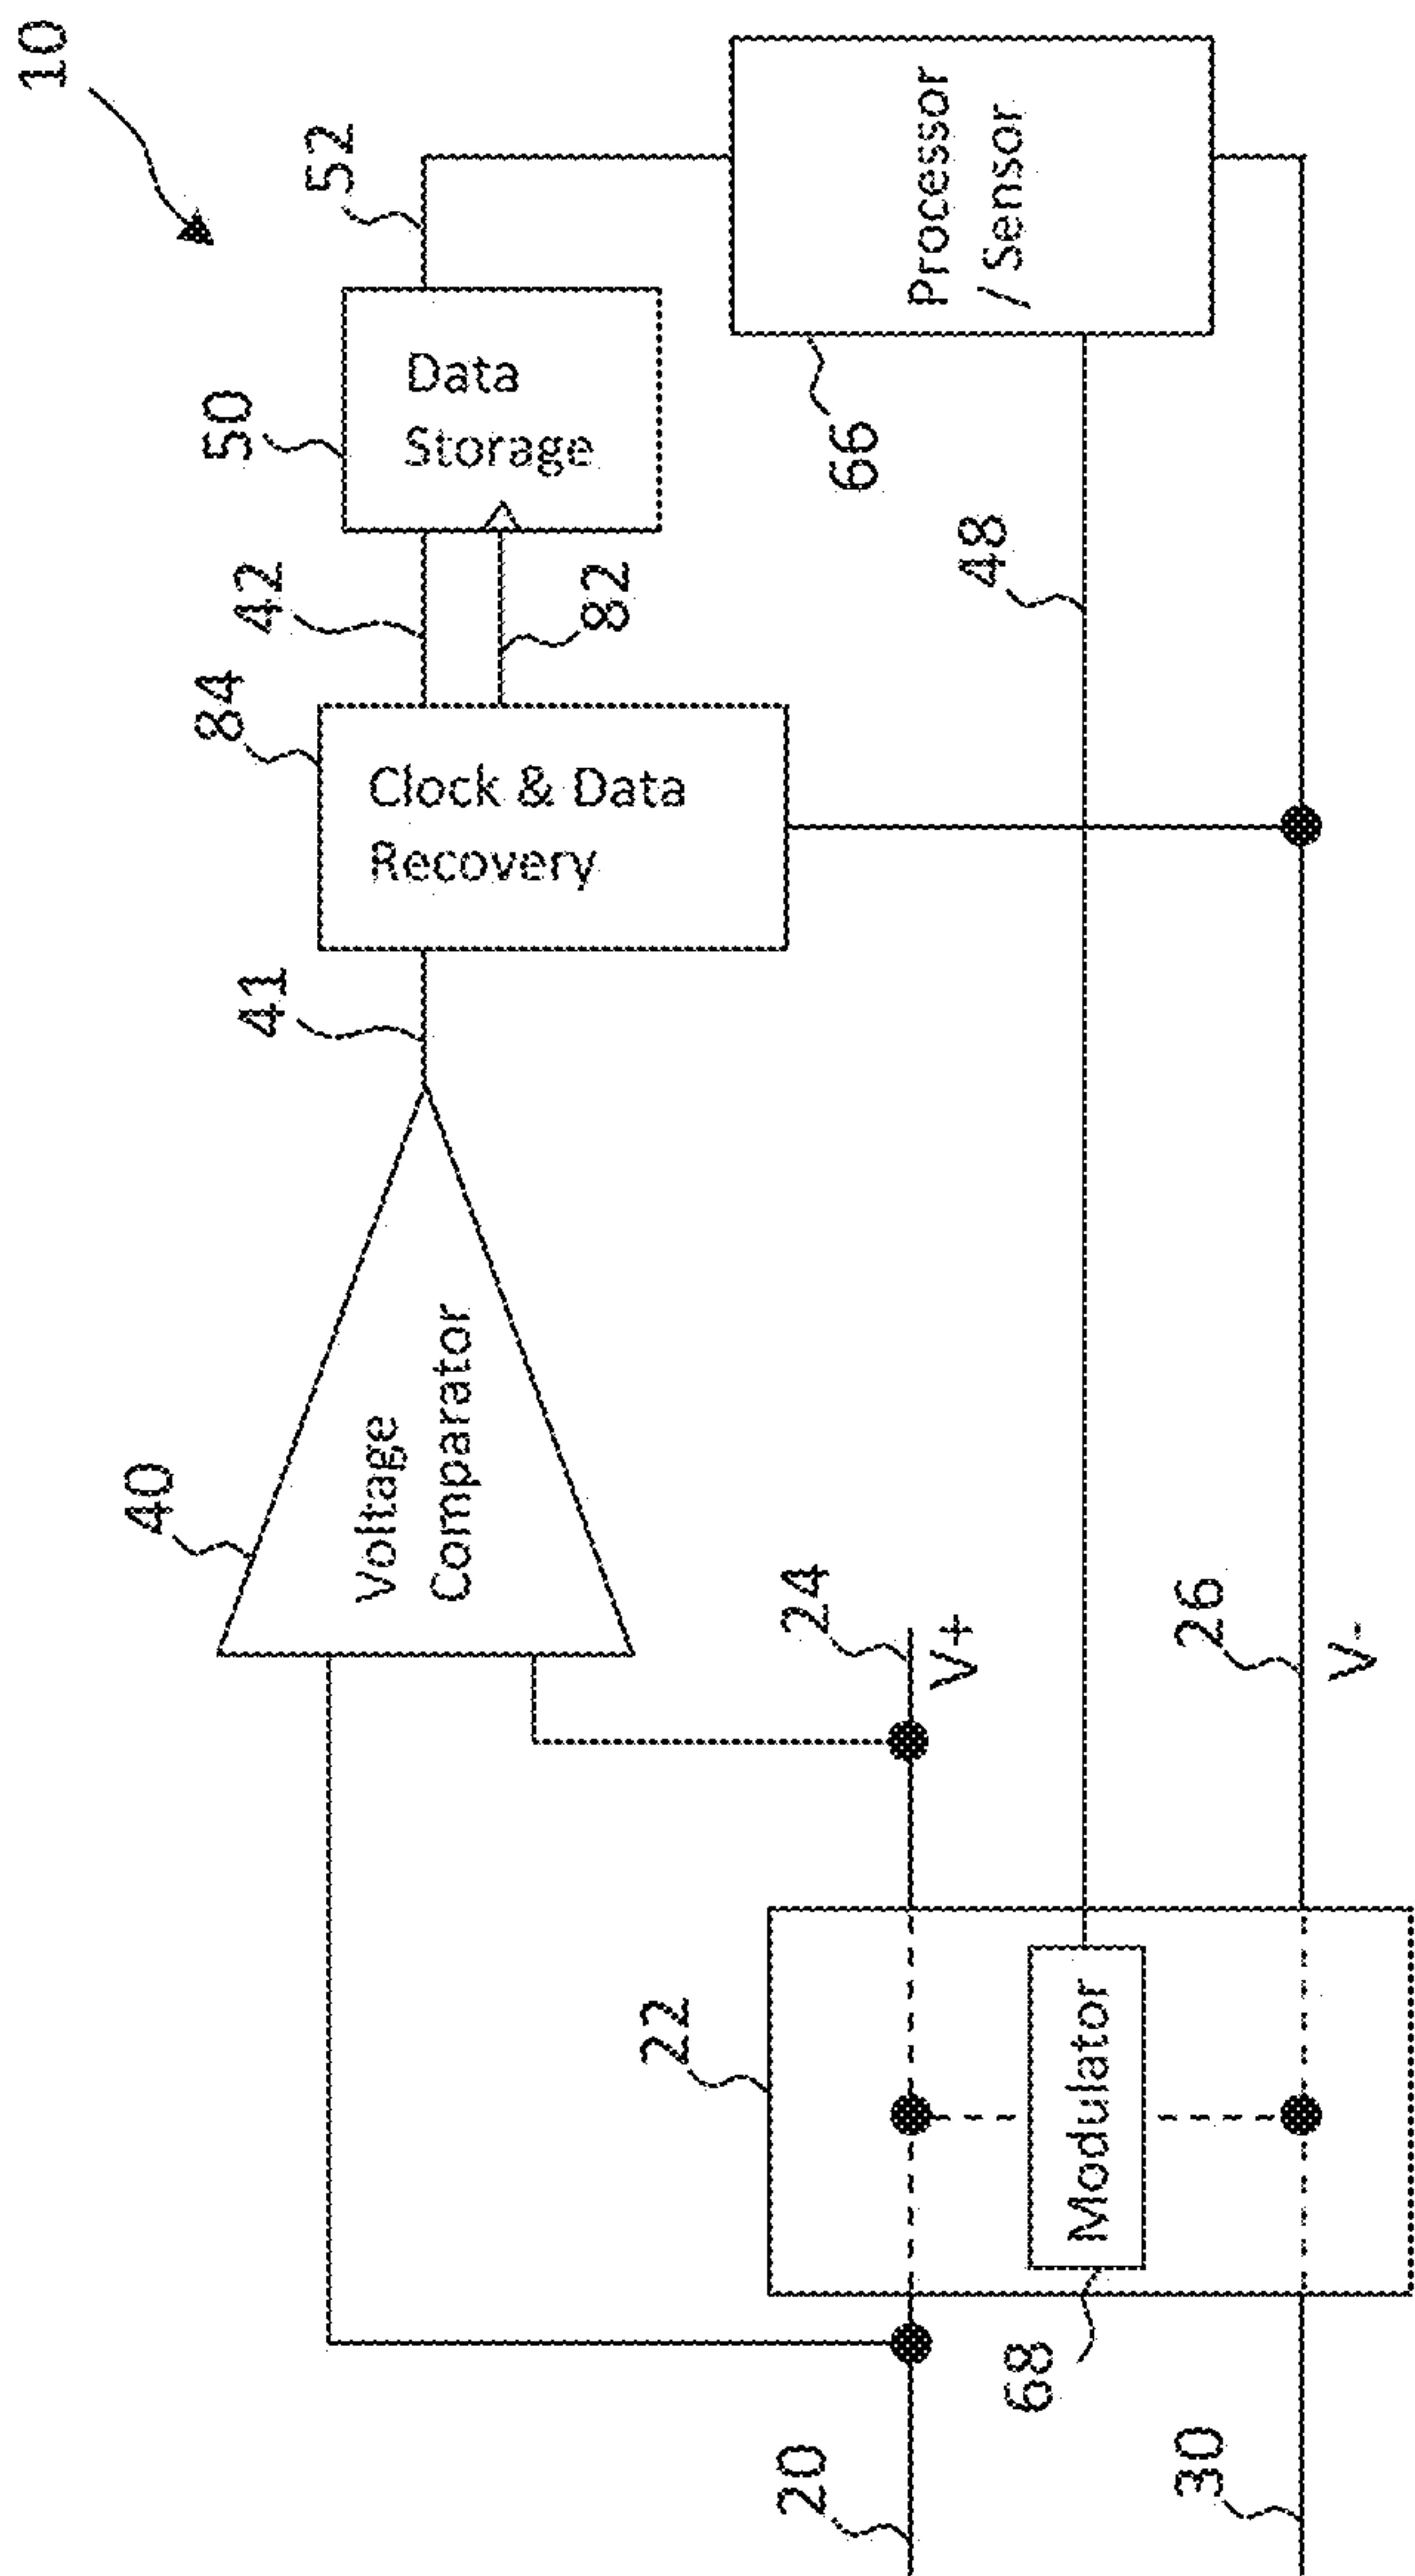 10
52
50
Data
Storage
Processor
/ Sensor
66
42
82
48
84
Clock & Data
Recovery
41
40
Voltage
Comparator
24
V+
26
V-
22
Modulator
68
20
30